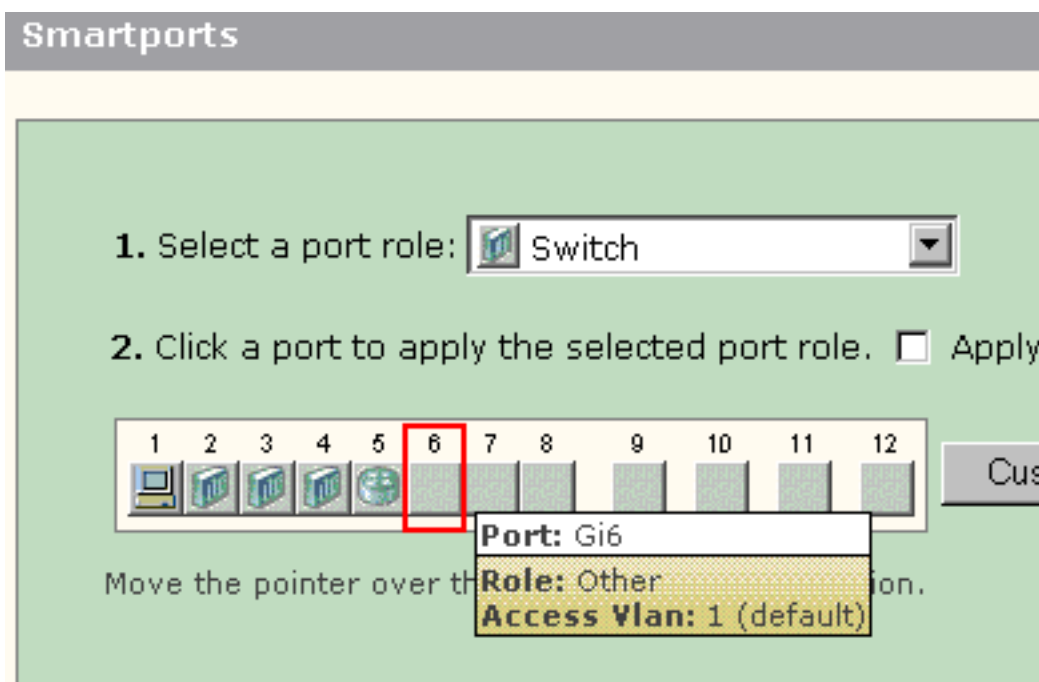 Smartports
1. Select a port role: Switch
2. Click a port to apply the selected port role. Apply
1 2 3 4 5 6 7 8 9 10 11 12
Cus
Port: Gi6
Move the pointer over th Role: Other ion.
Access Vlan: 1 (default)